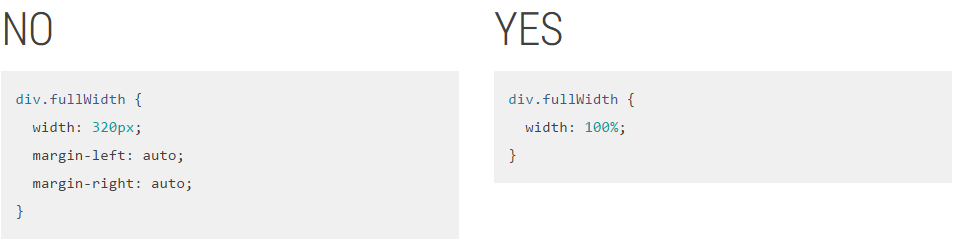 NO
div.fullWidth {
  width: 320px;
  margin-left: auto;
  margin-right: auto;
}
YES
div.fullWidth {
  width: 100%;
}